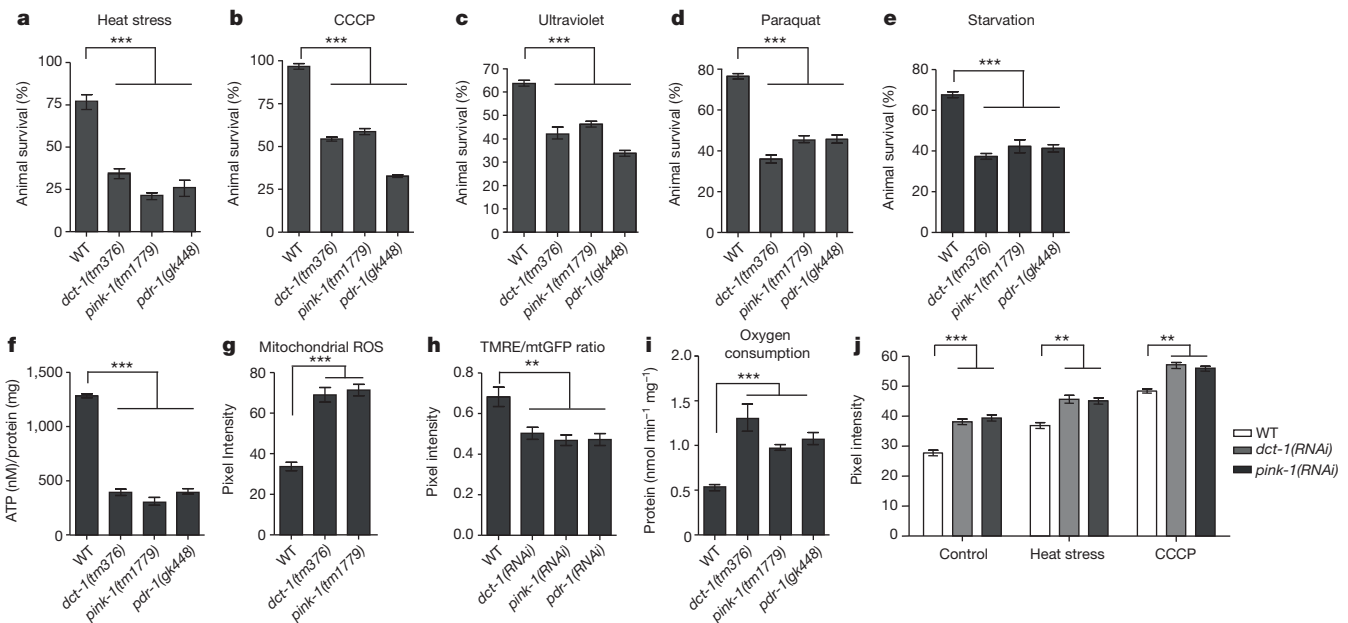 a Heat stress
***
Animal survival (%)
100
75
50
25
0
WT
dct-1(tm376)
pink-1(tm1779)
pdr-1(gk448)
b CCCP
***
Animal survival (%)
100
75
50
25
0
WT
dct-1(tm376)
pink-1(tm1779)
pdr-1(gk448)
c Ultraviolet
***
Animal survival (%)
70
60
50
40
30
20
10
0
WT
dct-1(tm376)
pink-1(tm1779)
pdr-1(gk448)
d Paraquat
***
Animal survival (%)
80
60
40
20
0
WT
dct-1(tm376)
pink-1(tm1779)
pdr-1(gk448)
e Starvation
***
Animal survival (%)
80
60
40
20
0
WT
dct-1(tm376)
pink-1(tm1779)
pdr-1(gk448)
f
***
ATP (nM)/protein (mg)
1,500
1,000
500
0
WT
dct-1(tm376)
pink-1(tm1779)
pdr-1(gk448)
g Mitochondrial ROS
***
Pixel Intensity
80
60
40
20
0
WT
dct-1(tm376)
pink-1(tm1779)
h TMRE/mtGFP ratio
**
Pixel intensity
0.8
0.6
0.4
0.2
0.0
WT
dct-1(RNAi)
pink-1(RNAi)
pdr-1(RNAi)
i Oxygen
consumption
***
Protein (nmol min⁻¹ mg⁻¹)
2.0
1.5
1.0
0.5
0
WT
dct-1(tm376)
pink-1(tm1779)
pdr-1(gk448)
j
*** ** **
Pixel intensity
60
50
40
30
20
10
0
Control Heat stress CCCP
WT
dct-1(RNAi)
pink-1(RNAi)